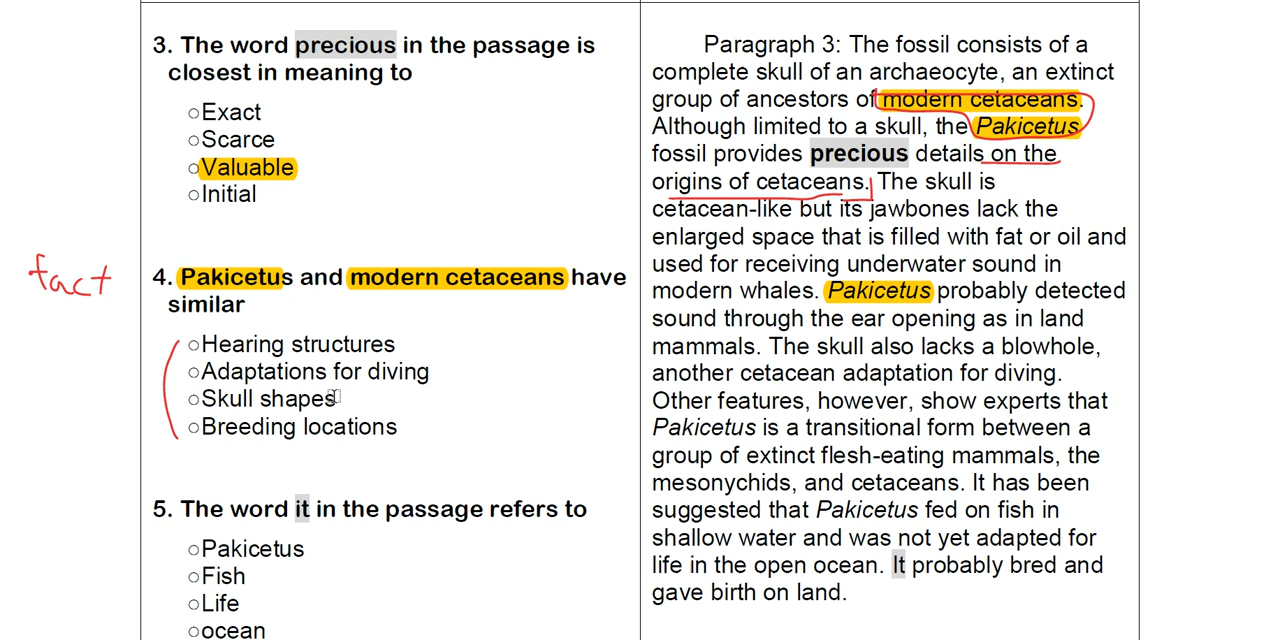 3. The word precious in the passage is
closest in meaning to
○Exact
○Scarce
○Valuable
○Initial
fact
4. Pakicetus and modern cetaceans have
similar
○Hearing structures
○Adaptations for diving
○Skull shapes
○Breeding locations
5. The word it in the passage refers to
○Pakicetus
○Fish
○Life
○ocean
Paragraph 3: The fossil consists of a
complete skull of an archaeocyte, an extinct
group of ancestors of modern cetaceans.
Although limited to a skull, the Pakicetus
fossil provides precious details on the
origins of cetaceans. The skull is
cetacean-like but its jawbones lack the
enlarged space that is filled with fat or oil and
used for receiving underwater sound in
modern whales. Pakicetus probably detected
sound through the ear opening as in land
mammals. The skull also lacks a blowhole,
another cetacean adaptation for diving.
Other features, however, show experts that
Pakicetus is a transitional form between a
group of extinct flesh-eating mammals, the
mesonychids, and cetaceans. It has been
suggested that Pakicetus fed on fish in
shallow water and was not yet adapted for
life in the open ocean. It probably bred and
gave birth on land.